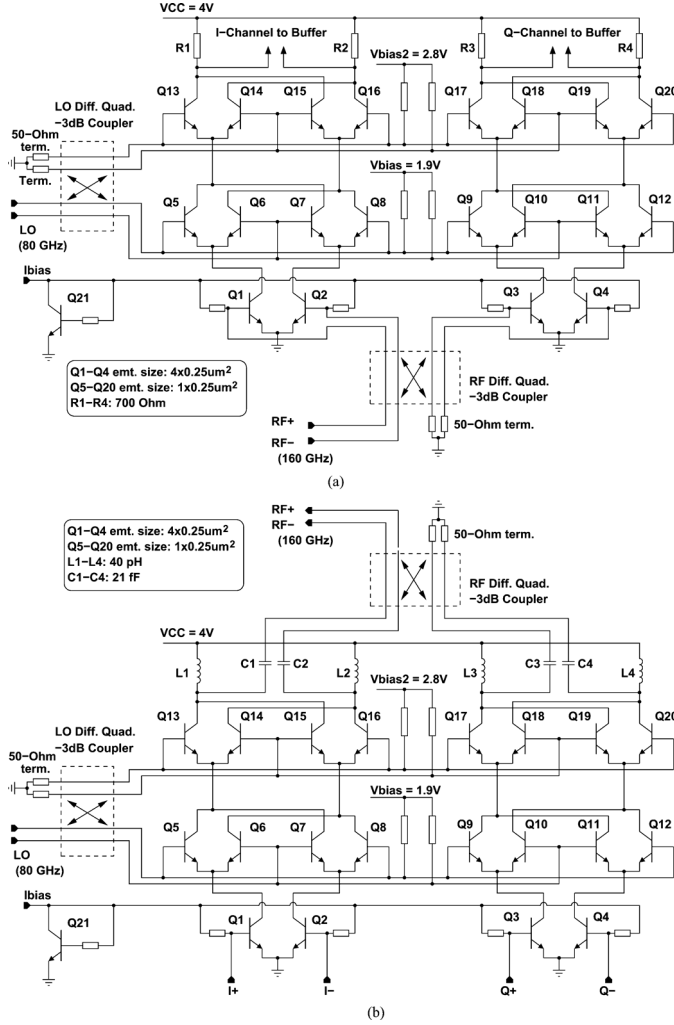 VCC = 4V
R1
I−Channel to Buffer
R2
R3
Q−Channel to Buffer
R4
Vbias2 = 2.8V
Q13
Q14
Q15
Q16
Q17
Q18
Q19
Q20
LO Diff. Quad.
−3dB Coupler
50−Ohm
term.
Term.
Vbias = 1.9V
Q5
Q6
Q7
Q8
Q9
Q10
Q11
Q12
LO
(80 GHz)
Ibias
Q21
Q1
Q2
Q3
Q4
Q1−Q4 emt. size: 4x0.25um²
Q5−Q20 emt. size: 1x0.25um²
R1−R4: 700 Ohm
RF Diff. Quad.
−3dB Coupler
RF+
RF−
(160 GHz)
50−Ohm term.
(a)
RF+
RF−
(160 GHz)
50−Ohm term.
Q1−Q4 emt. size: 4x0.25um²
Q5−Q20 emt. size: 1x0.25um²
L1−L4: 40 pH
C1−C4: 21 fF
RF Diff. Quad.
−3dB Coupler
VCC = 4V
L1
C1
C2
L2
L3
C3
C4
L4
Vbias2 = 2.8V
Q13
Q14
Q15
Q16
Q17
Q18
Q19
Q20
LO Diff. Quad.
−3dB Coupler
50−Ohm
term.
Vbias = 1.9V
Q5
Q6
Q7
Q8
Q9
Q10
Q11
Q12
LO
(80 GHz)
Ibias
Q21
Q1
Q2
Q3
Q4
I+
I−
Q+
Q−
(b)